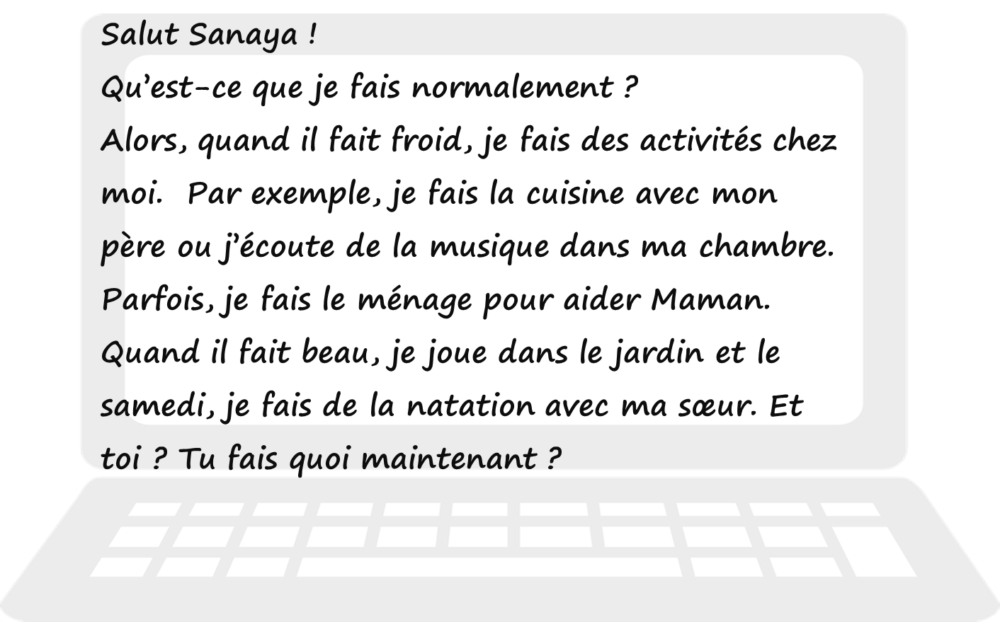 Salut Sanaya !
Qu’est-ce que je fais normalement ?
Alors, quand il fait froid, je fais des activités chez
moi.  Par exemple, je fais la cuisine avec mon
père ou j’écoute de la musique dans ma chambre.
Parfois, je fais le ménage pour aider Maman.
Quand il fait beau, je joue dans le jardin et le
samedi, je fais de la natation avec ma sœur. Et
toi ? Tu fais quoi maintenant ?